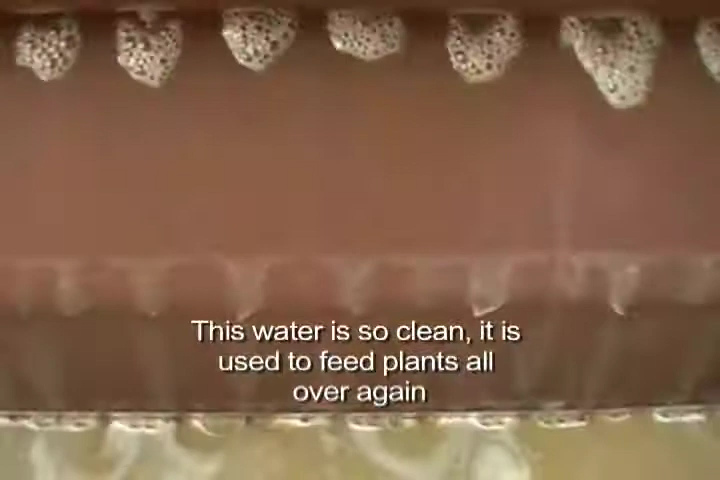 This water is so clean, it is
used to feed plants all
over again